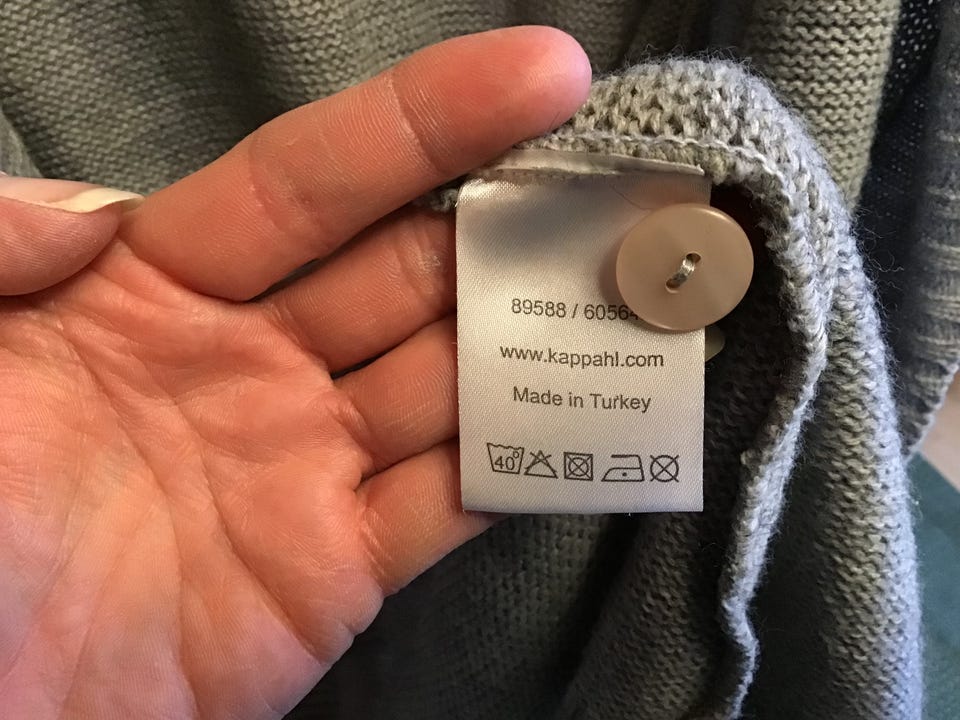 89588 / 60564
www.kappahl.com
Made in Turkey
40°